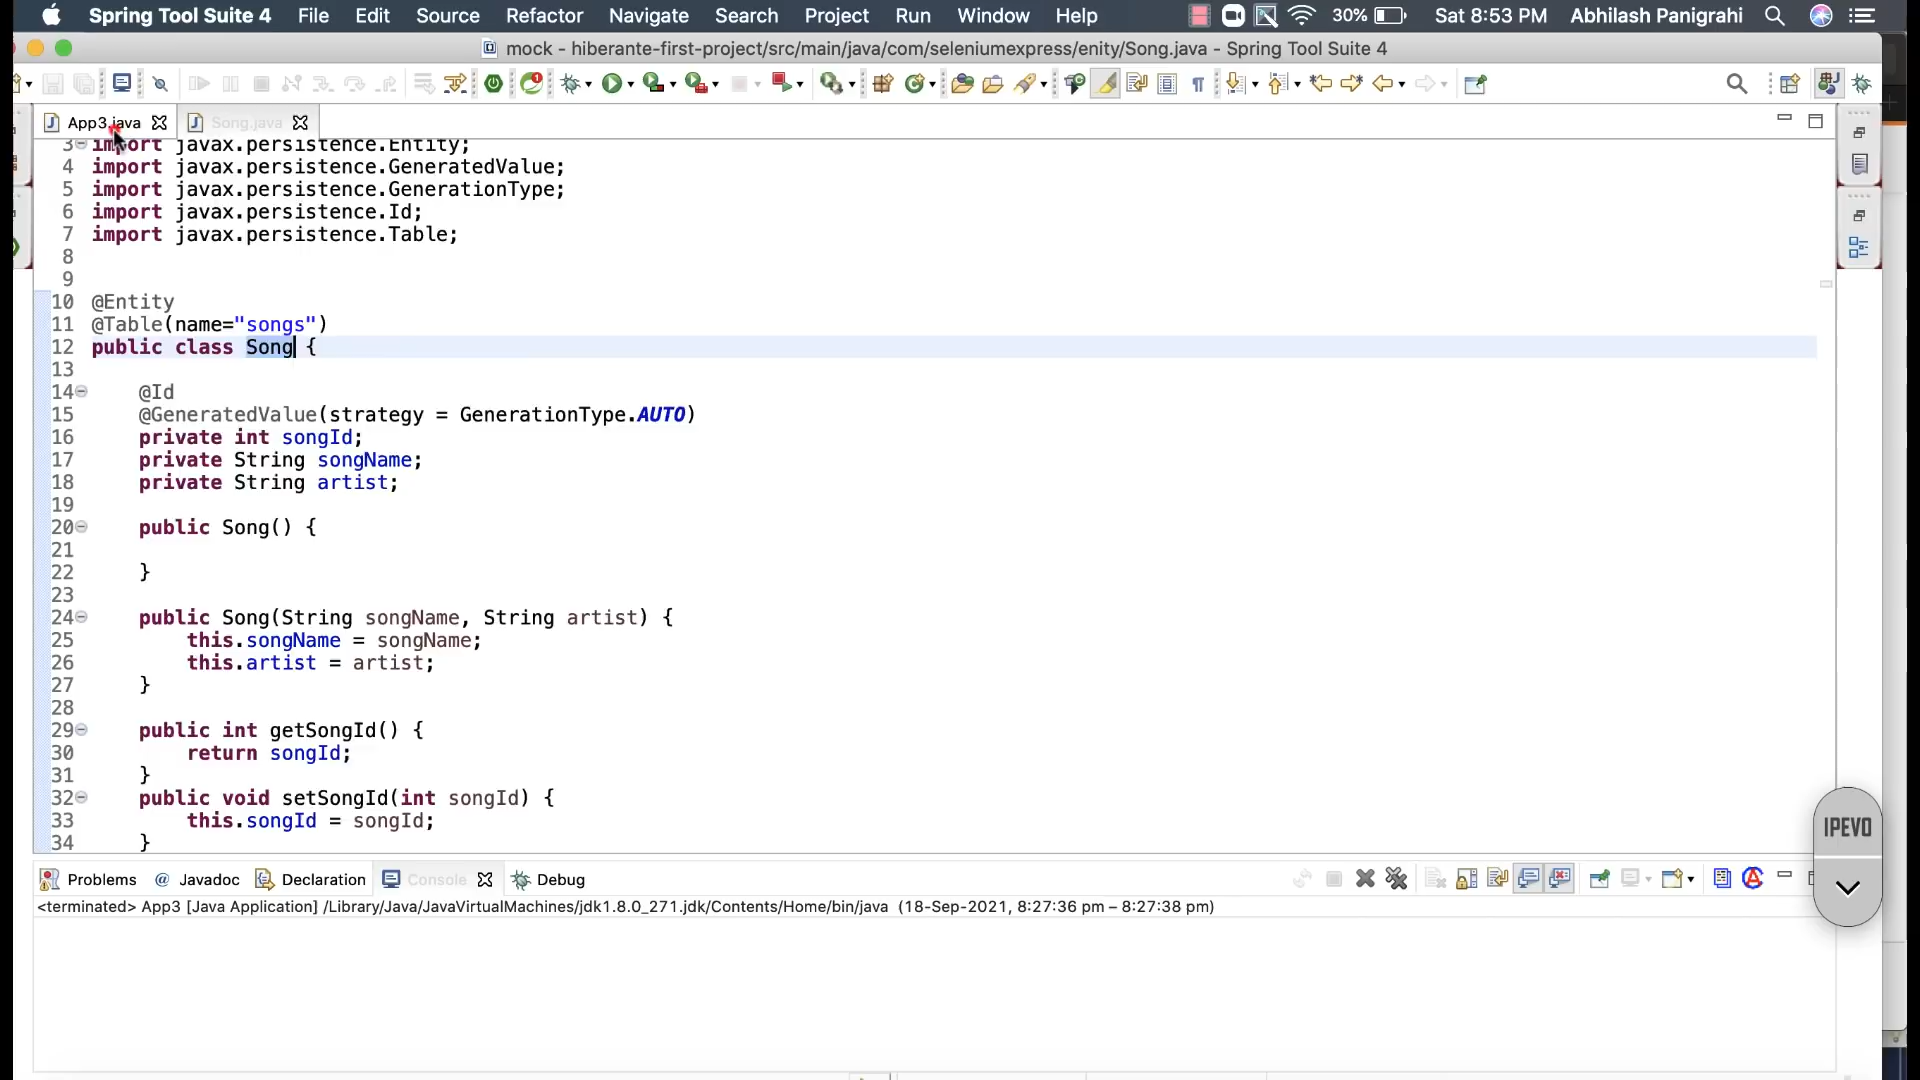 Spring Tool Suite 4 File Edit Source Refactor Navigate Search Project Run Window Help 30% Sat 8:53 PM Abhilash Panigrahi
mock - hiberante-first-project/src/main/java/com/seleniumexpress/enity/Song.java - Spring Tool Suite 4
App3.java Song.java
3 import javax.persistence.Entity;
4 import javax.persistence.GeneratedValue;
5 import javax.persistence.GenerationType;
6 import javax.persistence.Id;
7 import javax.persistence.Table;
8
9
10 @Entity
11 @Table(name="songs")
12 public class Song {
13
14 @Id
15 @GeneratedValue(strategy = GenerationType.AUTO)
16 private int songId;
17 private String songName;
18 private String artist;
19
20 public Song() {
21
22 }
23
24 public Song(String songName, String artist) {
25 this.songName = songName;
26 this.artist = artist;
27 }
28
29 public int getSongId() {
30 return songId;
31 }
32 public void setSongId(int songId) {
33 this.songId = songId;
34 }
IPEVO
Problems @ Javadoc Declaration Console Debug
<terminated> App3 [Java Application] /Library/Java/JavaVirtualMachines/jdk1.8.0_271.jdk/Contents/Home/bin/java (18-Sep-2021, 8:27:36 pm – 8:27:38 pm)